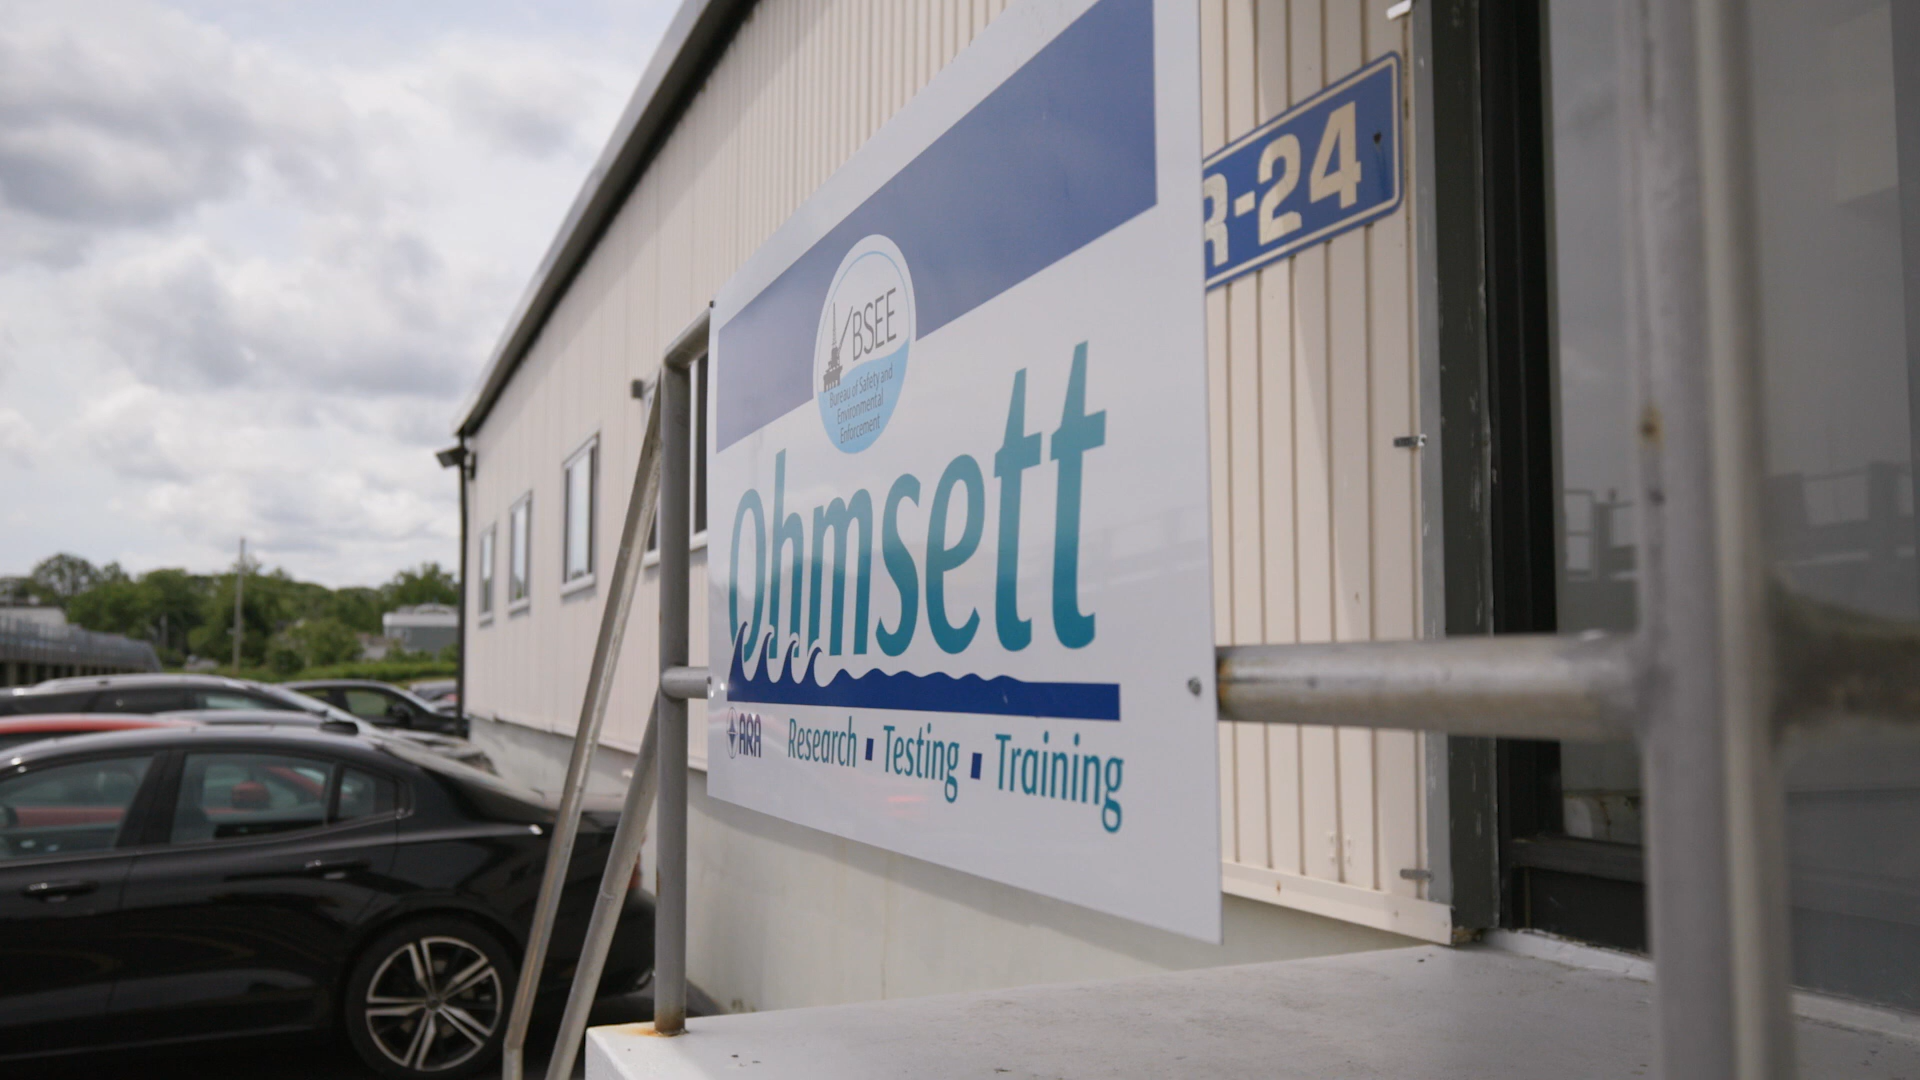 R-24
BSEE
Bureau of Safety and
Environmental
Enforcement
Ohmsett
ARA
Research ▪ Testing ▪ Training